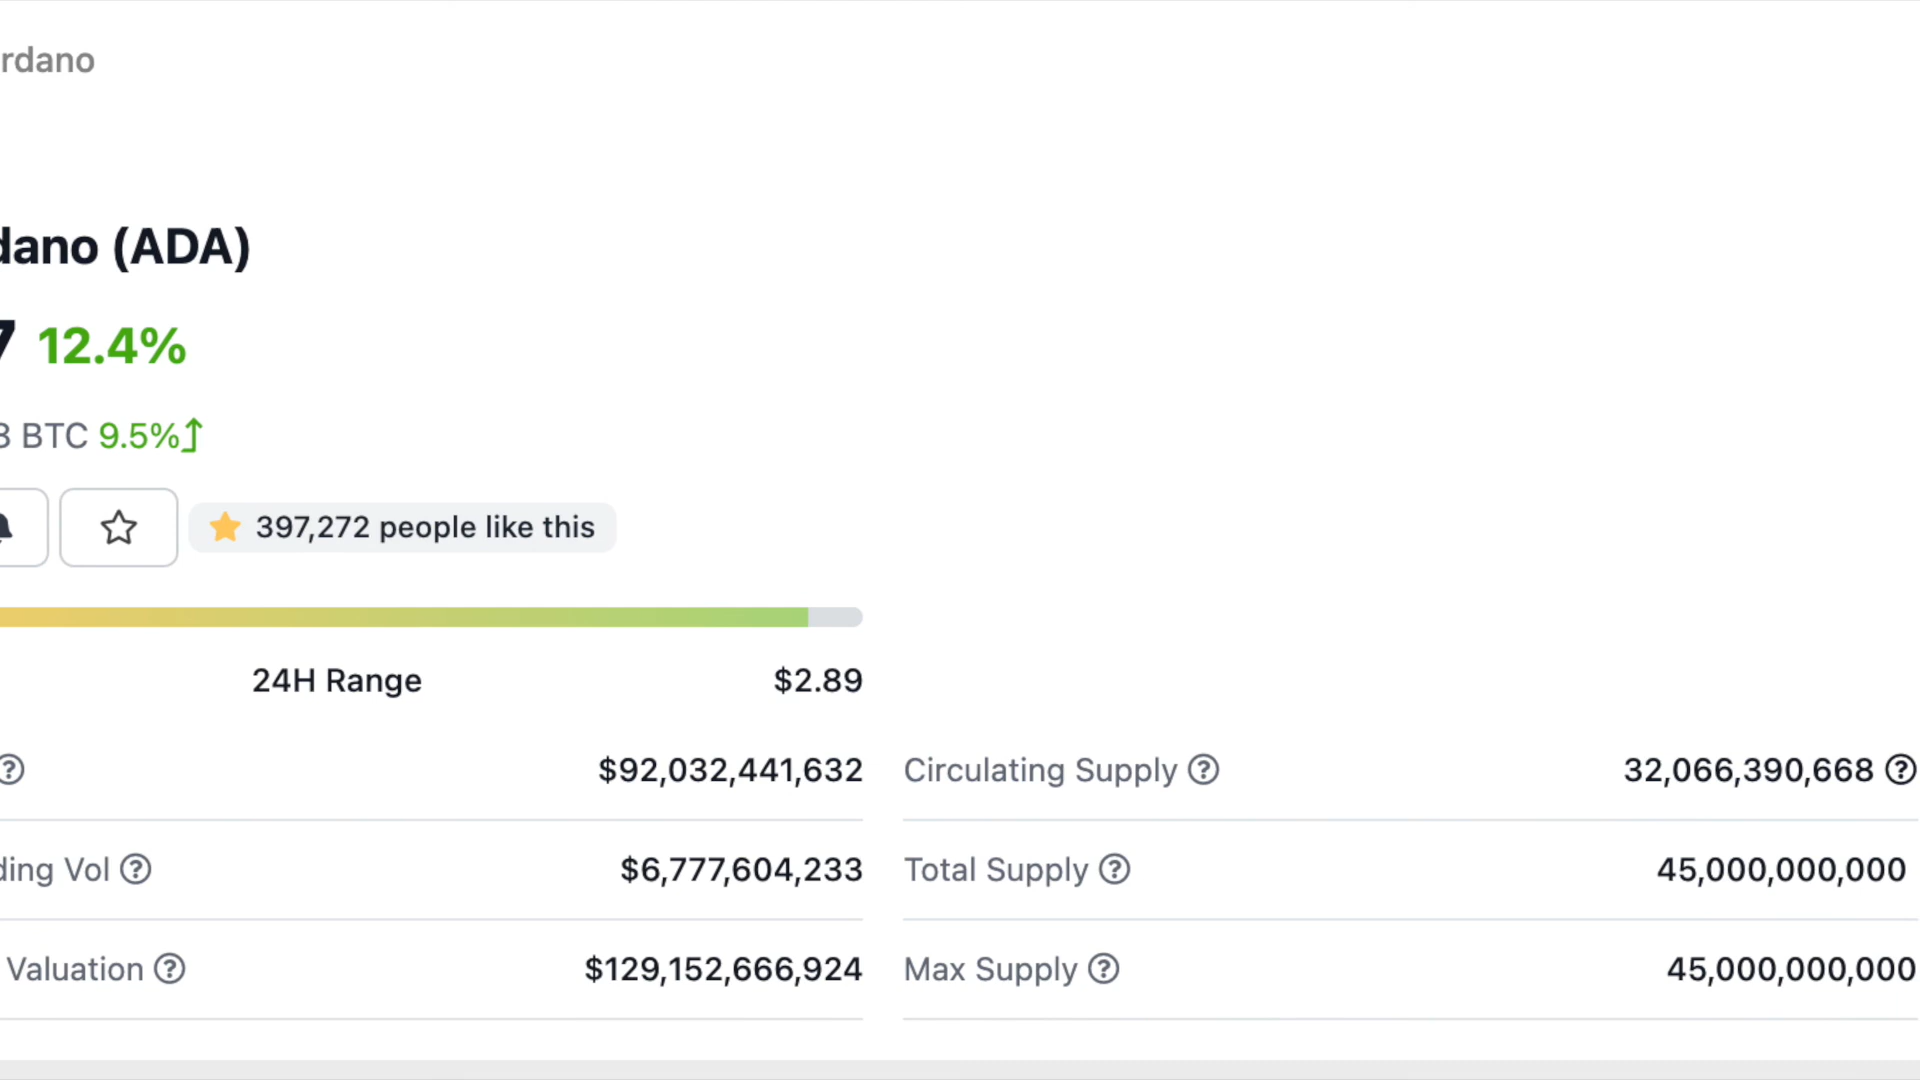 rdano
dano (ADA)
7 12.4%
BTC 9.5%
397,272 people like this
24H Range $2.89
$92,032,441,632 Circulating Supply 32,066,390,668
ding Vol $6,777,604,233 Total Supply 45,000,000,000
Valuation $129,152,666,924 Max Supply 45,000,000,000